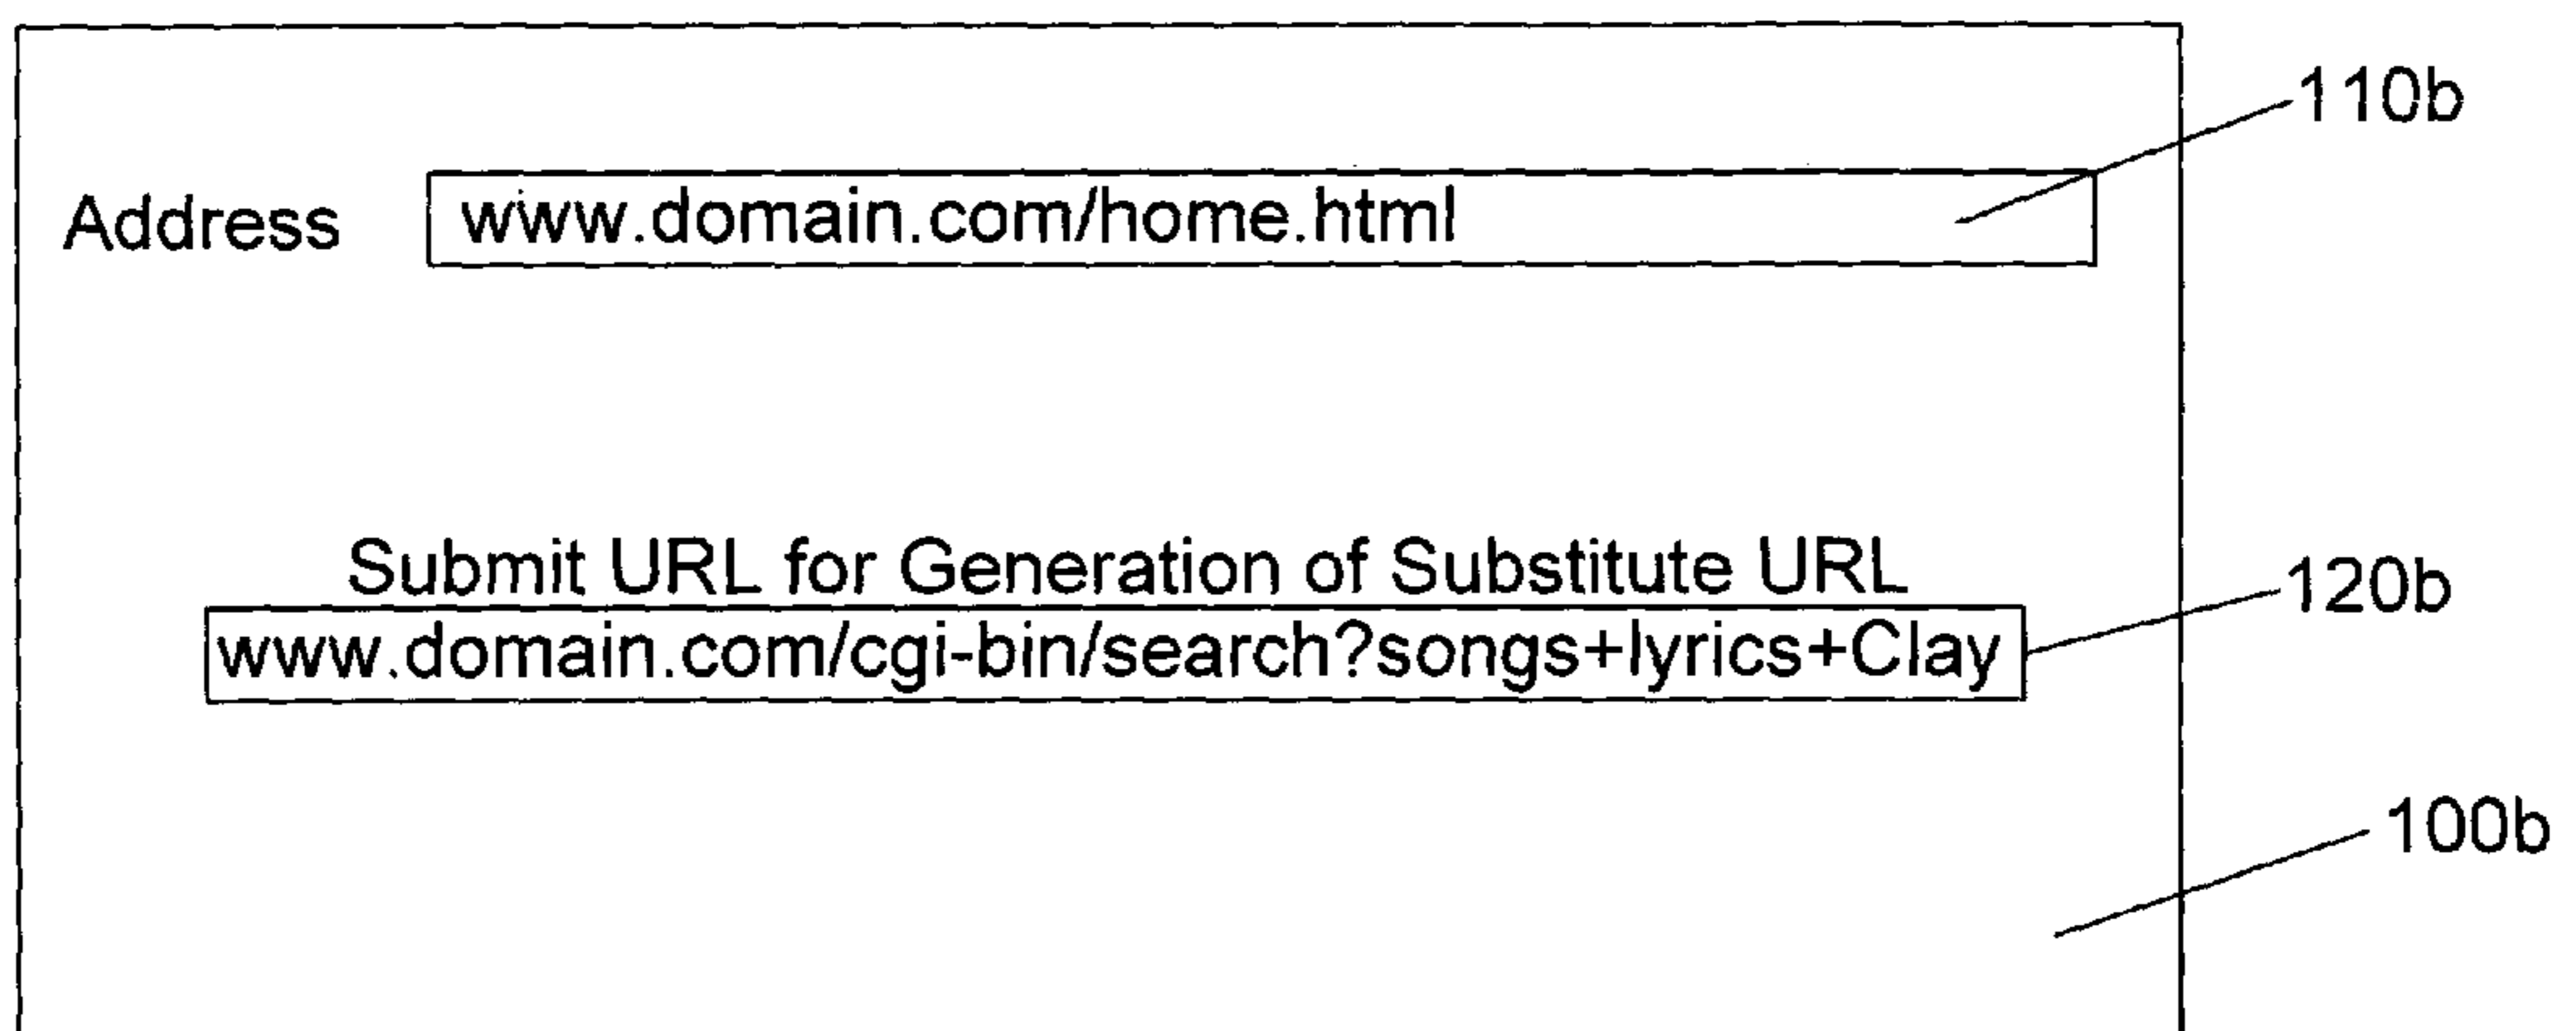 110b
Address www.domain.com/home.html
Submit URL for Generation of Substitute URL
www.domain.com/cgi-bin/search?songs+lyrics+Clay
120b
100b